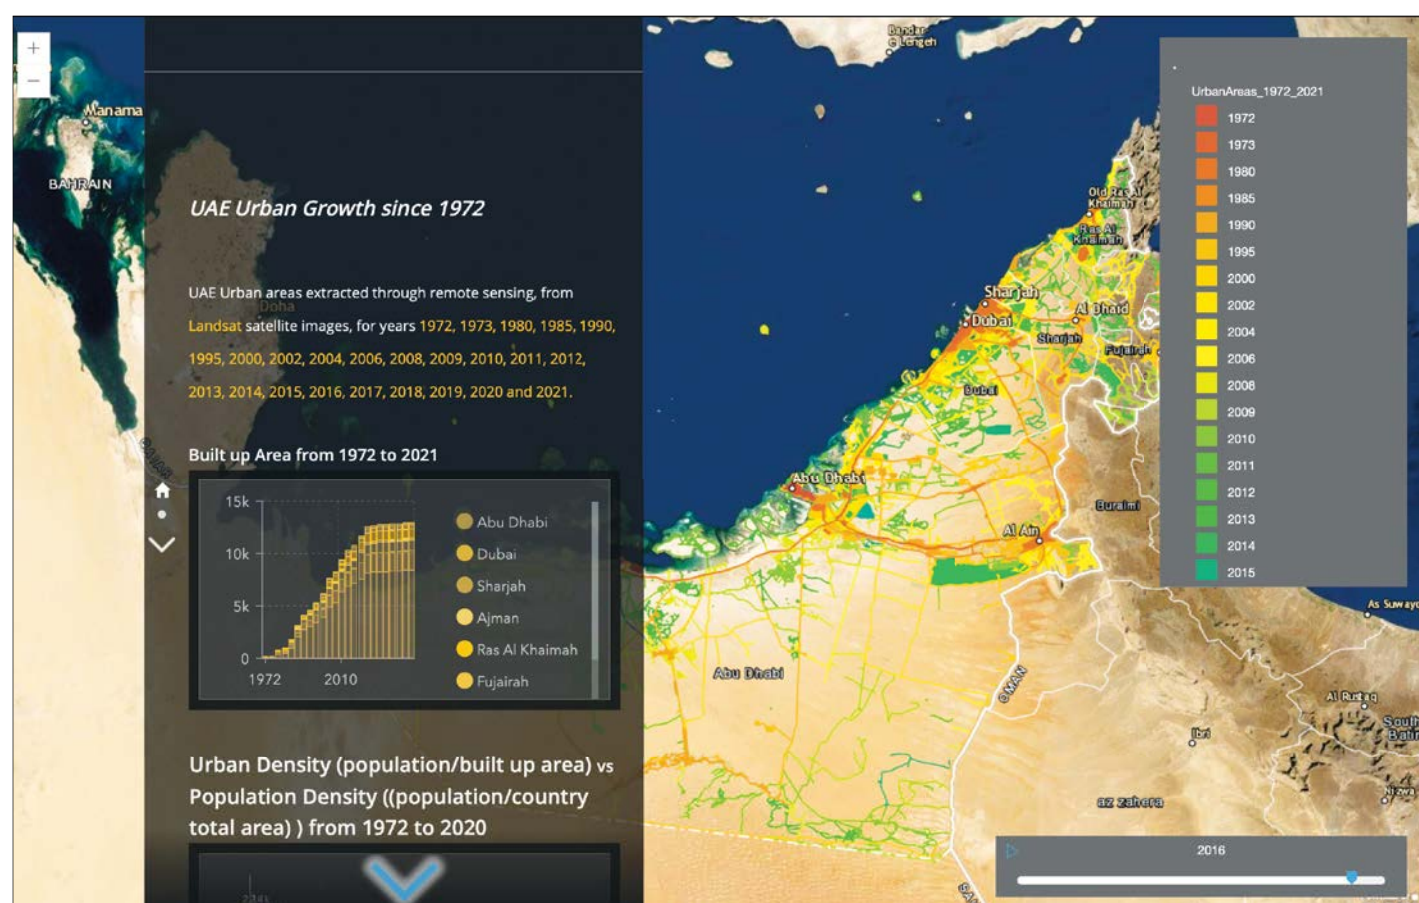 +
−
Manama
BAHRAIN
Doha
UAE Urban Growth since 1972
UAE Urban areas extracted through remote sensing, from
Landsat satellite images, for years 1972, 1973, 1980, 1985, 1990,
1995, 2000, 2002, 2004, 2006, 2008, 2009, 2010, 2011, 2012,
2013, 2014, 2015, 2016, 2017, 2018, 2019, 2020 and 2021.
Built up Area from 1972 to 2021
15k
10k
5k
0
1972
2010
Abu Dhabi
Dubai
Sharjah
Ajman
Ras Al Khaimah
Fujairah
Urban Density (population/built up area) vs
Population Density ((population/country
total area) ) from 1972 to 2020
Bandar
e Lengeh
Old Ras Al
Khaimah
Ras Al
Khaimah
Sharjah
Dubai
Al Dhaid
Sharjah
Fujairah
Dubai
Abu Dhabi
Al Ain
Buraimi
Abu Dhabi
OMAN
Ibri
az zahera
As Suwayq
Al Rustaq
South
Batin
Nizwa
UrbanAreas_1972_2021
1972
1973
1980
1985
1990
1995
2000
2002
2004
2006
2008
2009
2010
2011
2012
2013
2014
2015
2016